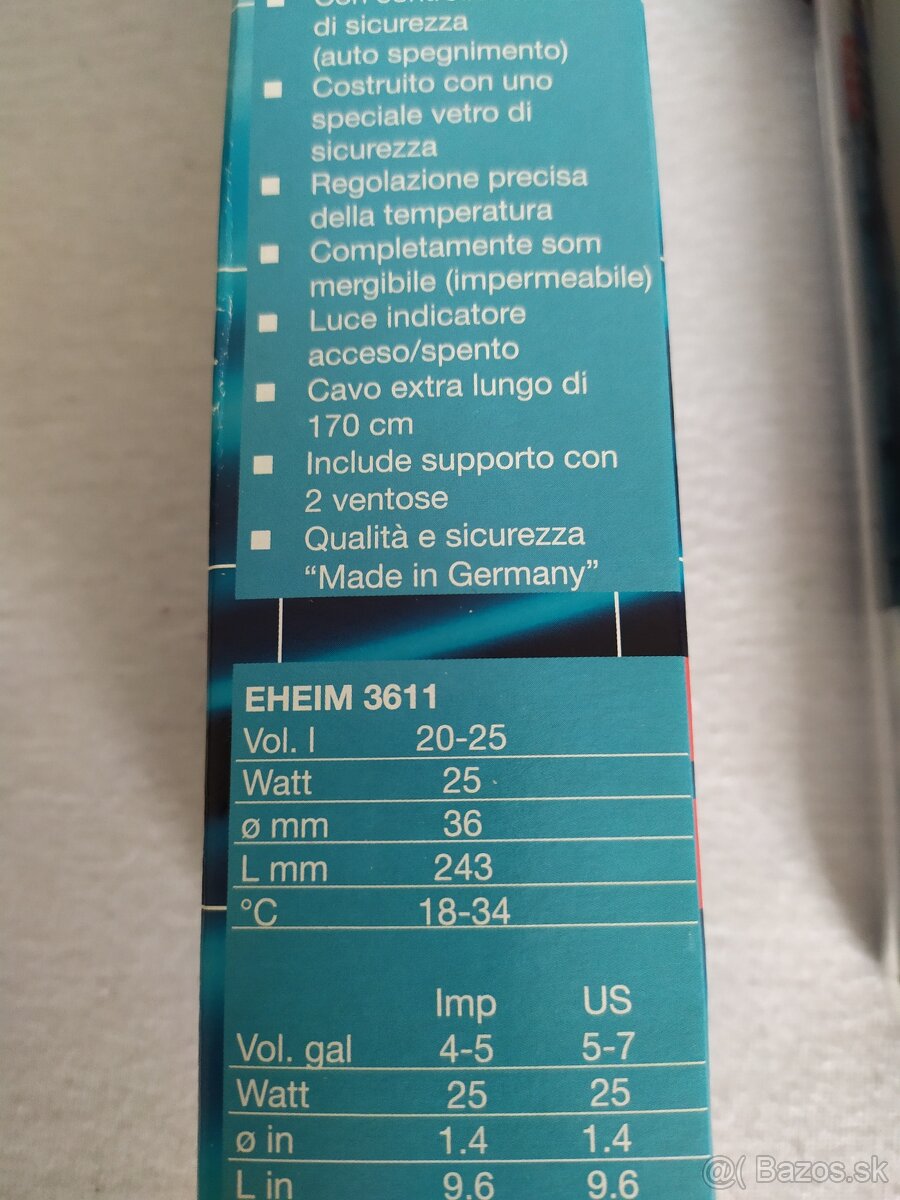 di sicurezza
(auto spegnimento)
Costruito con uno
speciale vetro di
sicurezza
Regolazione precisa
della temperatura
Completamente som
mergibile (impermeabile)
Luce indicatore
acceso/spento
Cavo extra lungo di
170 cm
Include supporto con
2 ventose
Qualità e sicurezza
“Made in Germany”
EHEIM 3611
Vol. l 20-25
Watt 25
ø mm 36
L mm 243
°C 18-34
Imp US
Vol. gal 4-5 5-7
Watt 25 25
ø in 1.4 1.4
L in 9.6 9.6
@( Bazos.sk